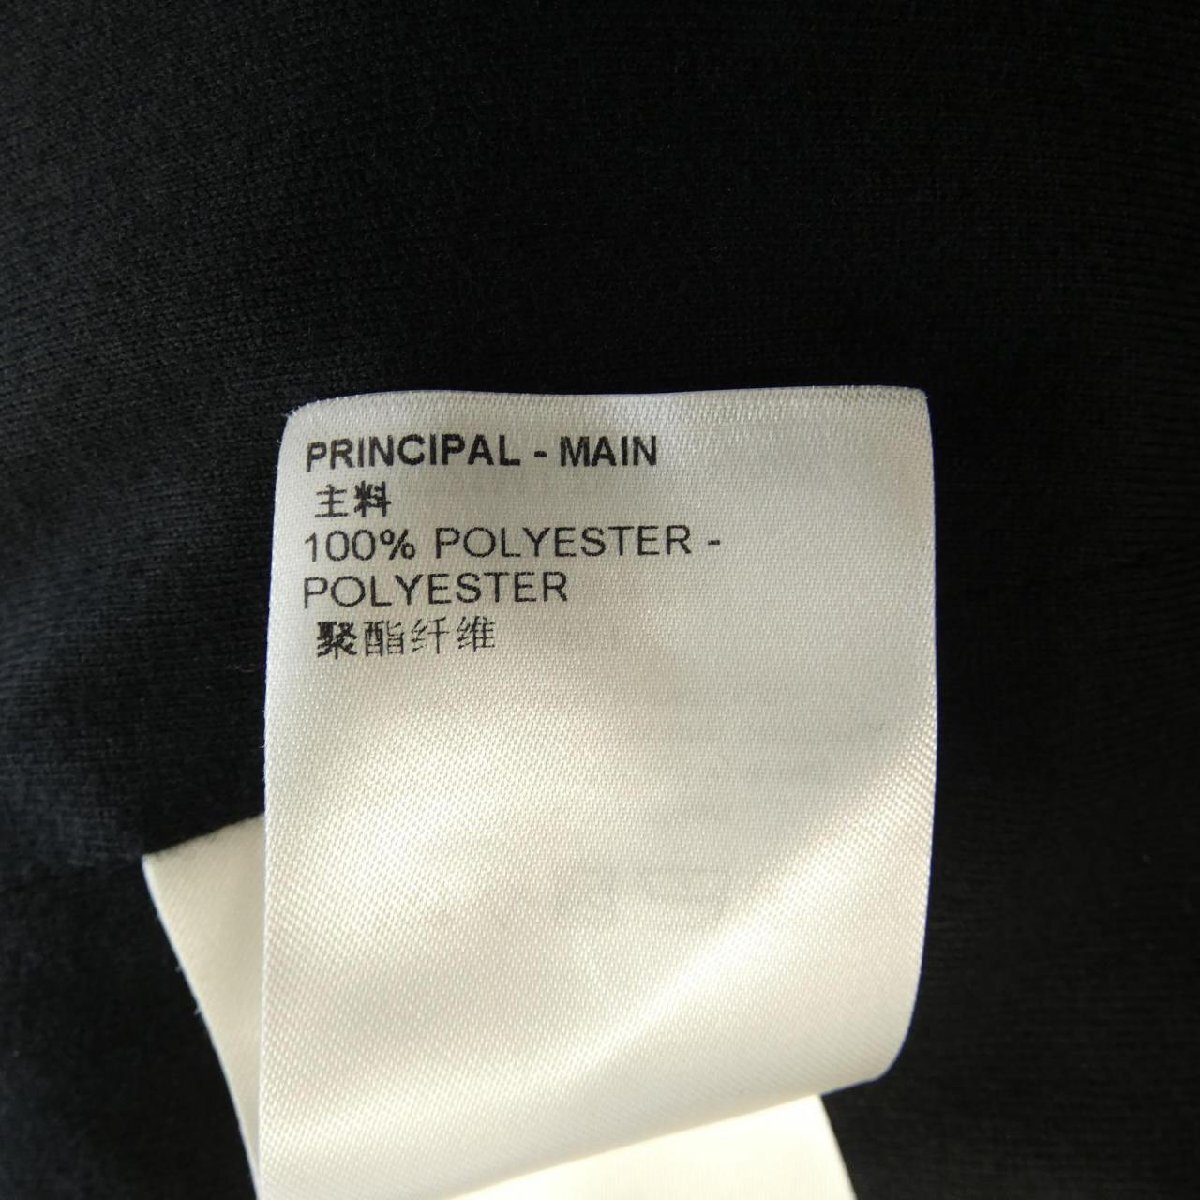 PRINCIPAL - MAIN
主料
100% POLYESTER -
POLYESTER
聚酯纤维